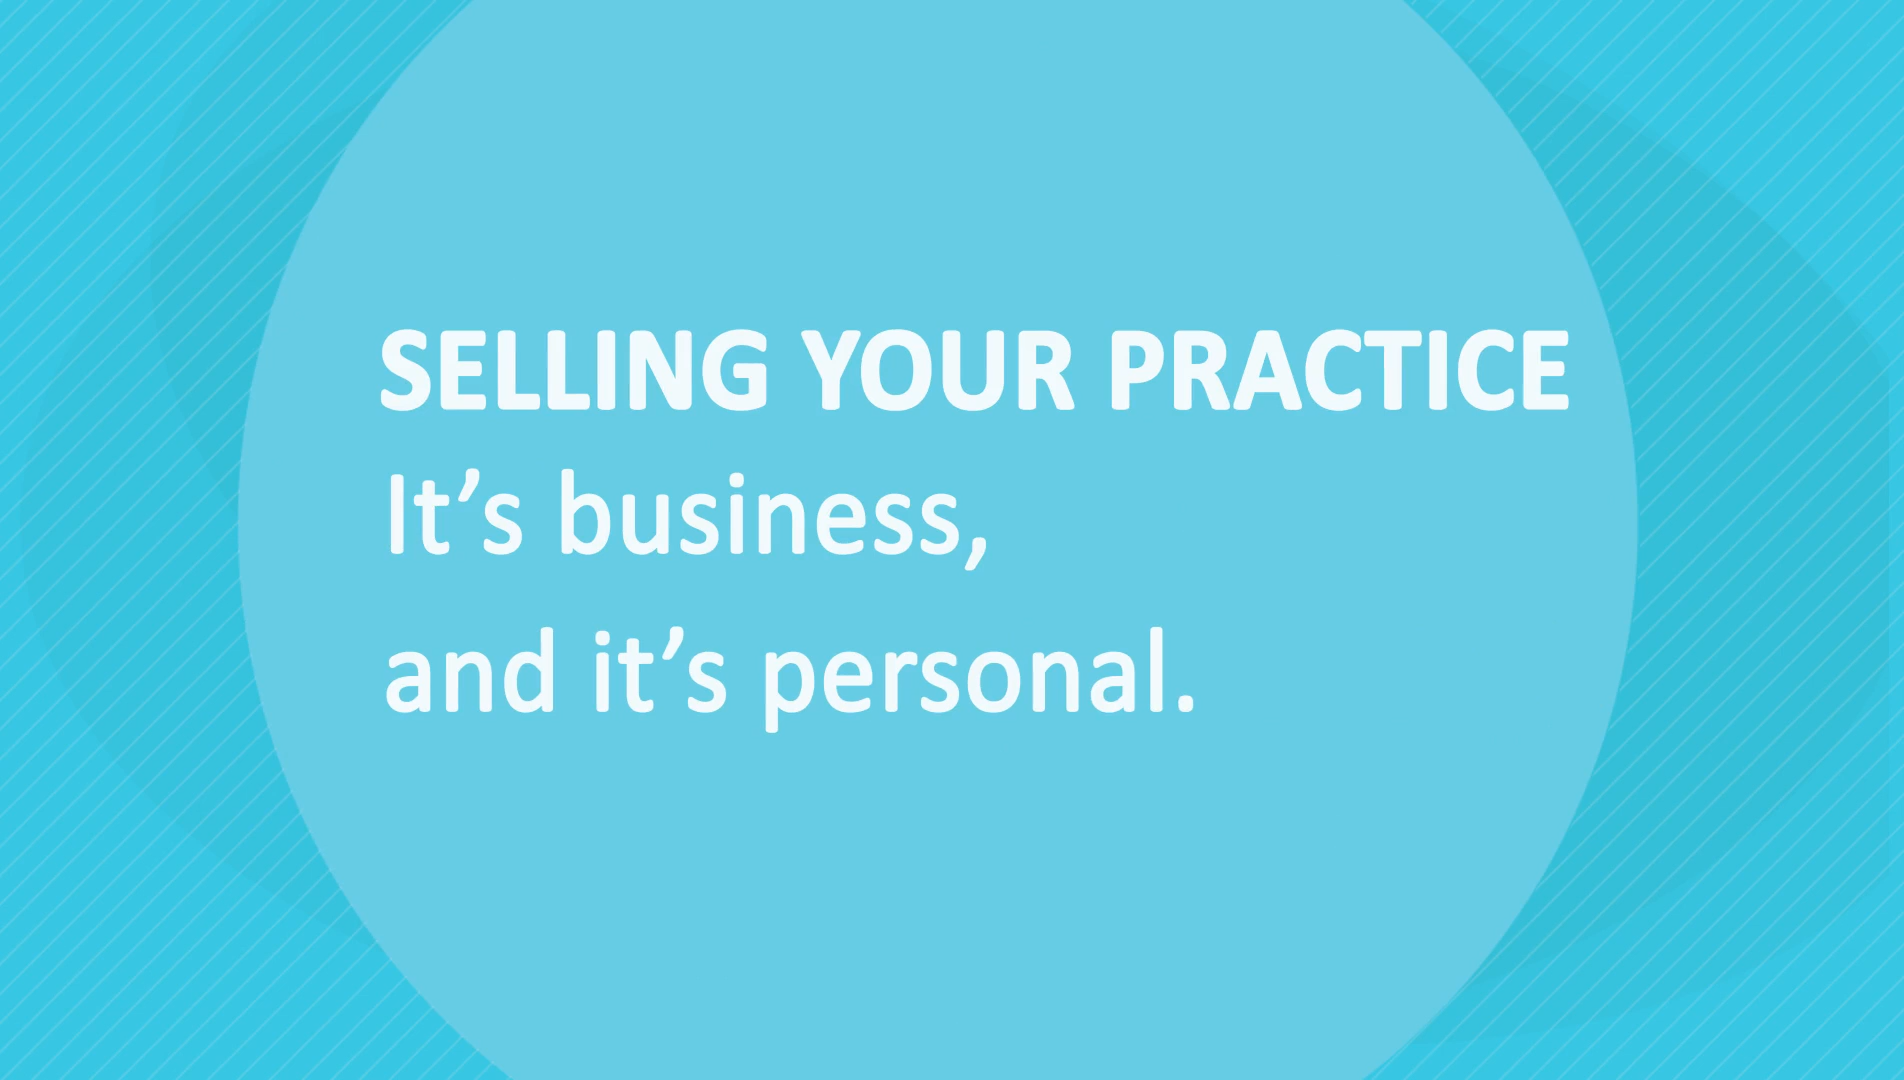 SELLING YOUR PRACTICE
It’s business,
and it’s personal.